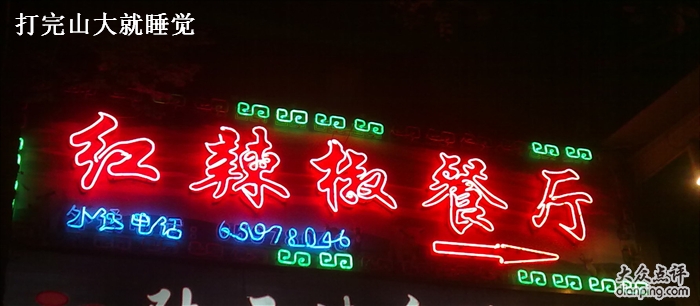 打完山大就睡觉
红辣椒餐厅
外送电话 65978046
大众点评
dianping.com